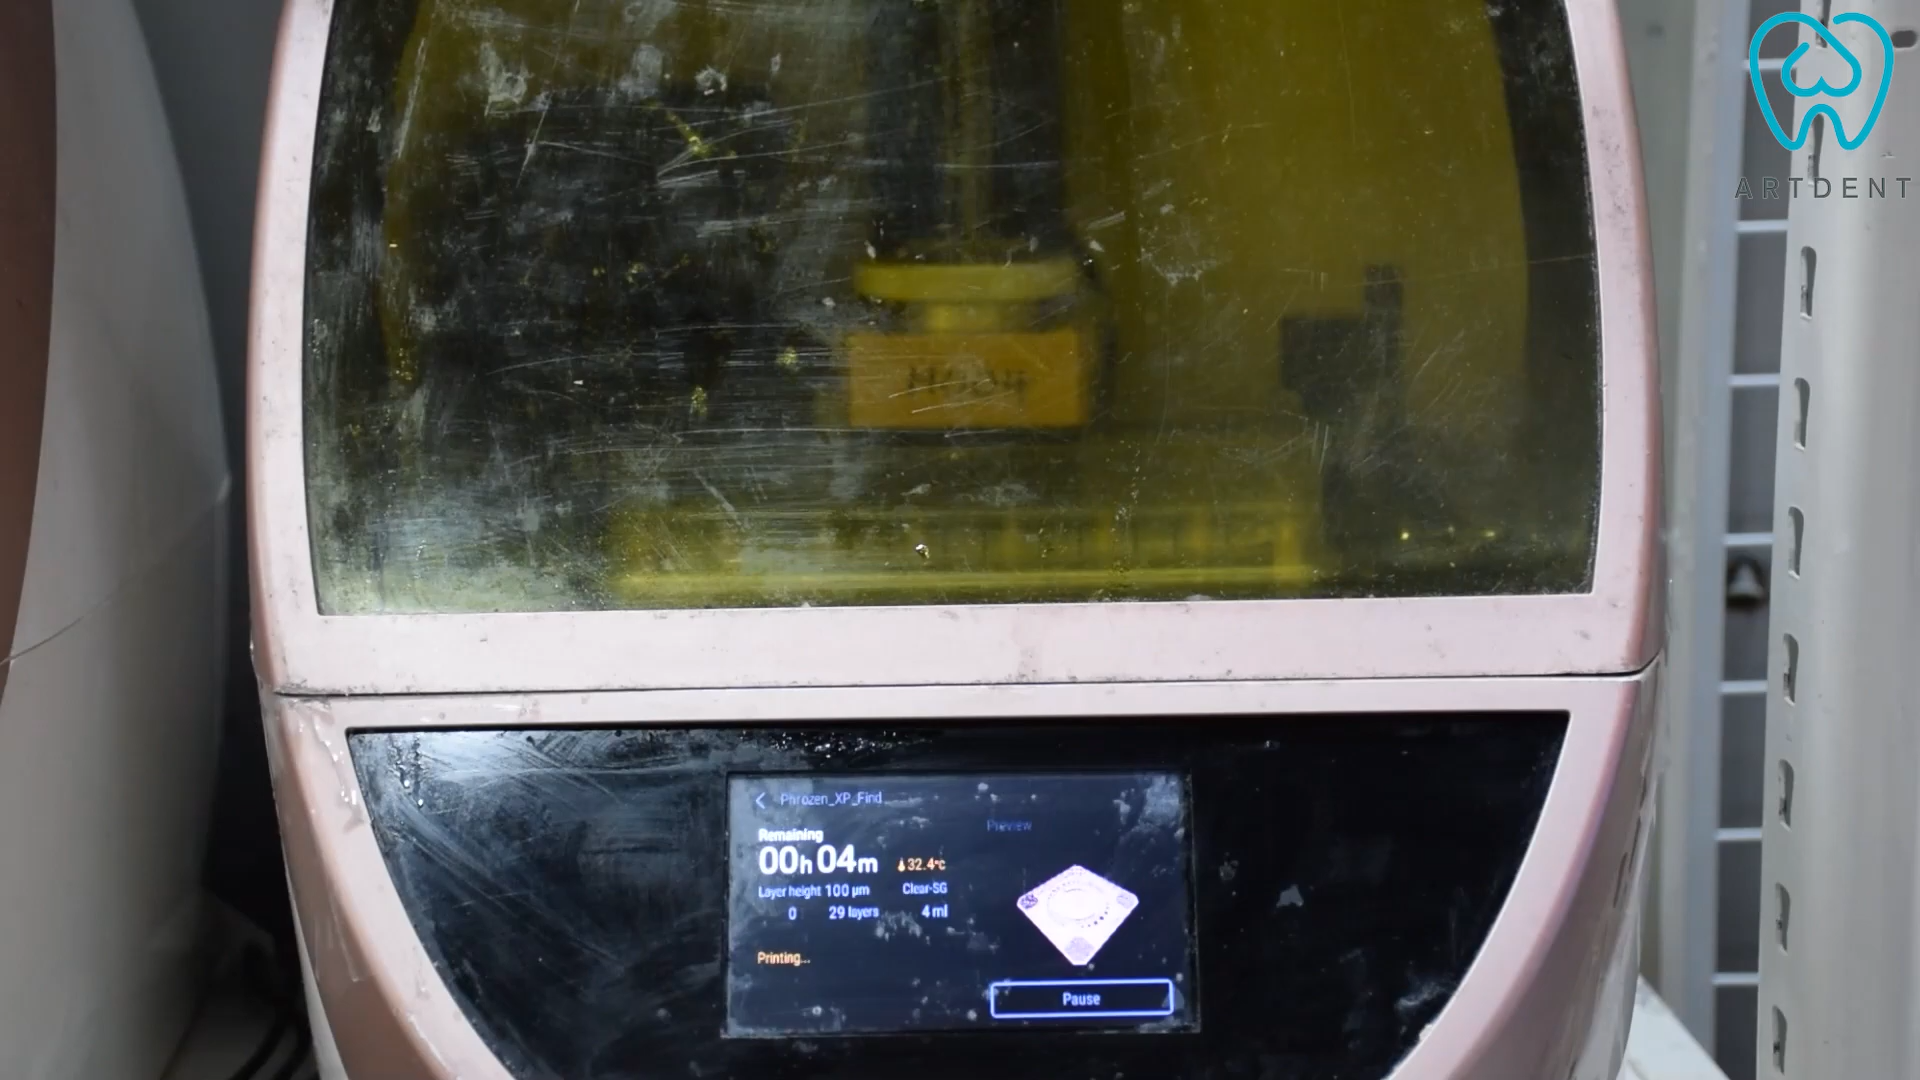 ARTDENT
Phrozen_XP_Find
Preview
Remaining
00h 04m 32.4°C
Layer height 100 µm Clear-SG
0 29 layers 4 ml
Printing...
Pause